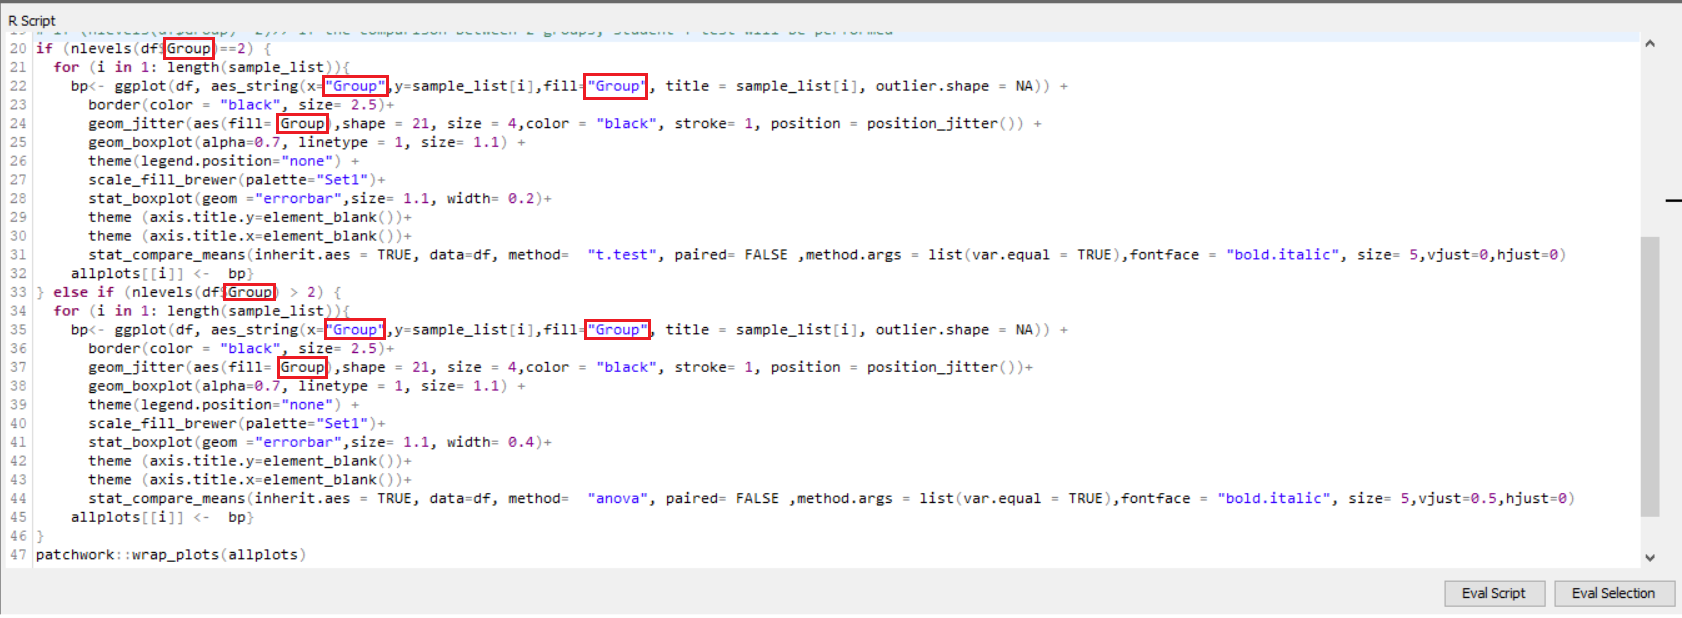 R Script
19 # if (nlevels(df$Group)
20 if (nlevels(df$Group)==2) {
21 for (i in 1: length(sample_list)){
22 bp<- ggplot(df, aes_string(x="Group",y=sample_list[i],fill="Group", title = sample_list[i], outlier.shape = NA)) +
23 border(color = "black", size= 2.5)+
24 geom_jitter(aes(fill= Group),shape = 21, size = 4,color = "black", stroke= 1, position = position_jitter()) +
25 geom_boxplot(alpha=0.7, linetype = 1, size= 1.1) +
26 theme(legend.position="none") +
27 scale_fill_brewer(palette="Set1")+
28 stat_boxplot(geom ="errorbar",size= 1.1, width= 0.2)+
29 theme (axis.title.y=element_blank())+
30 theme (axis.title.x=element_blank())+
31 stat_compare_means(inherit.aes = TRUE, data=df, method=  "t.test", paired= FALSE ,method.args = list(var.equal = TRUE),fontface = "bold.italic", size= 5,vjust=0,hjust=0)
32 allplots[[i]] <-  bp}
33 } else if (nlevels(df$Group) > 2) {
34 for (i in 1: length(sample_list)){
35 bp<- ggplot(df, aes_string(x="Group",y=sample_list[i],fill="Group", title = sample_list[i], outlier.shape = NA)) +
36 border(color = "black", size= 2.5)+
37 geom_jitter(aes(fill= Group),shape = 21, size = 4,color = "black", stroke= 1, position = position_jitter())+
38 geom_boxplot(alpha=0.7, linetype = 1, size= 1.1) +
39 theme(legend.position="none") +
40 scale_fill_brewer(palette="Set1")+
41 stat_boxplot(geom ="errorbar",size= 1.1, width= 0.4)+
42 theme (axis.title.y=element_blank())+
43 theme (axis.title.x=element_blank())+
44 stat_compare_means(inherit.aes = TRUE, data=df, method=  "anova", paired= FALSE ,method.args = list(var.equal = TRUE),fontface = "bold.italic", size= 5,vjust=0.5,hjust=0)
45 allplots[[i]] <-  bp}
46 }
47 patchwork::wrap_plots(allplots)
Eval Script
Eval Selection